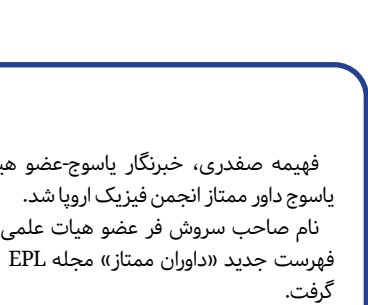 فهیمه صفدری، خبرنگار یاسوج-عضو
یاسوج داور ممتاز انجمن فیزیک اروپا شد.
نام صاحب سروش فر عضو هیات علمی
فهرست جدید «داوران ممتاز» مجله EPL
گرفت.